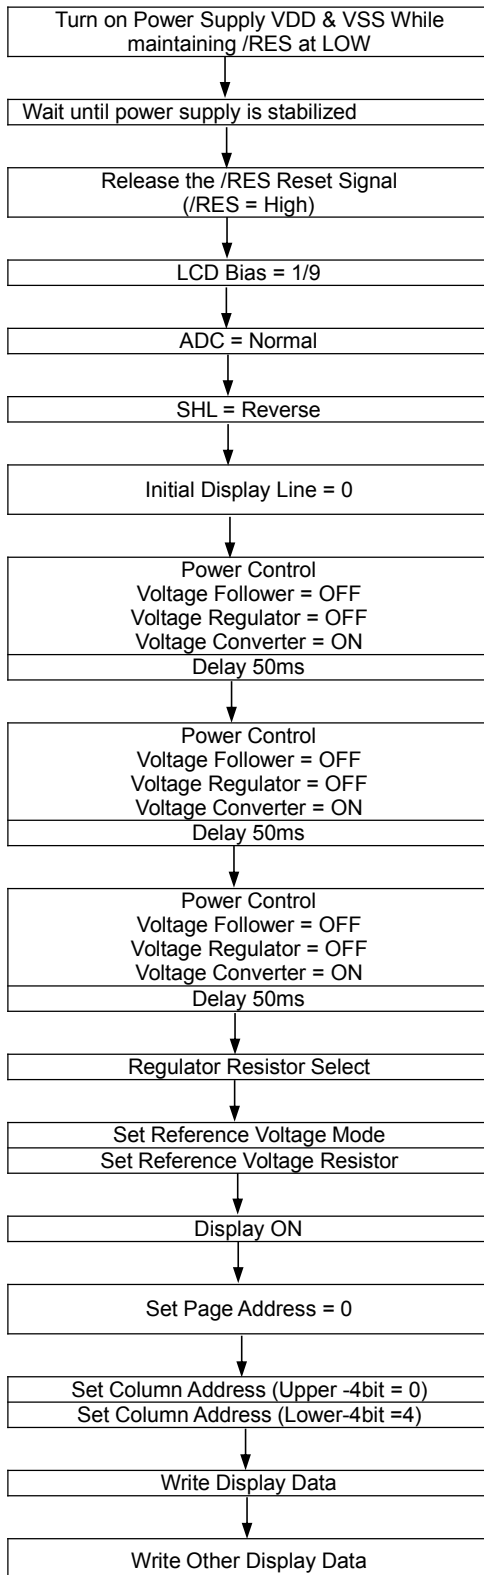 Turn on Power Supply VDD & VSS While
maintaining /RES at LOW
Wait until power supply is stabilized
Release the /RES Reset Signal
(/RES = High)
LCD Bias = 1/9
ADC = Normal
SHL = Reverse
Initial Display Line = 0
Power Control
Voltage Follower = OFF
Voltage Regulator = OFF
Voltage Converter = ON
Delay 50ms
Power Control
Voltage Follower = OFF
Voltage Regulator = OFF
Voltage Converter = ON
Delay 50ms
Power Control
Voltage Follower = OFF
Voltage Regulator = OFF
Voltage Converter = ON
Delay 50ms
Regulator Resistor Select
Set Reference Voltage Mode
Set Reference Voltage Resistor
Display ON
Set Page Address = 0
Set Column Address (Upper -4bit = 0)
Set Column Address (Lower-4bit =4)
Write Display Data
Write Other Display Data